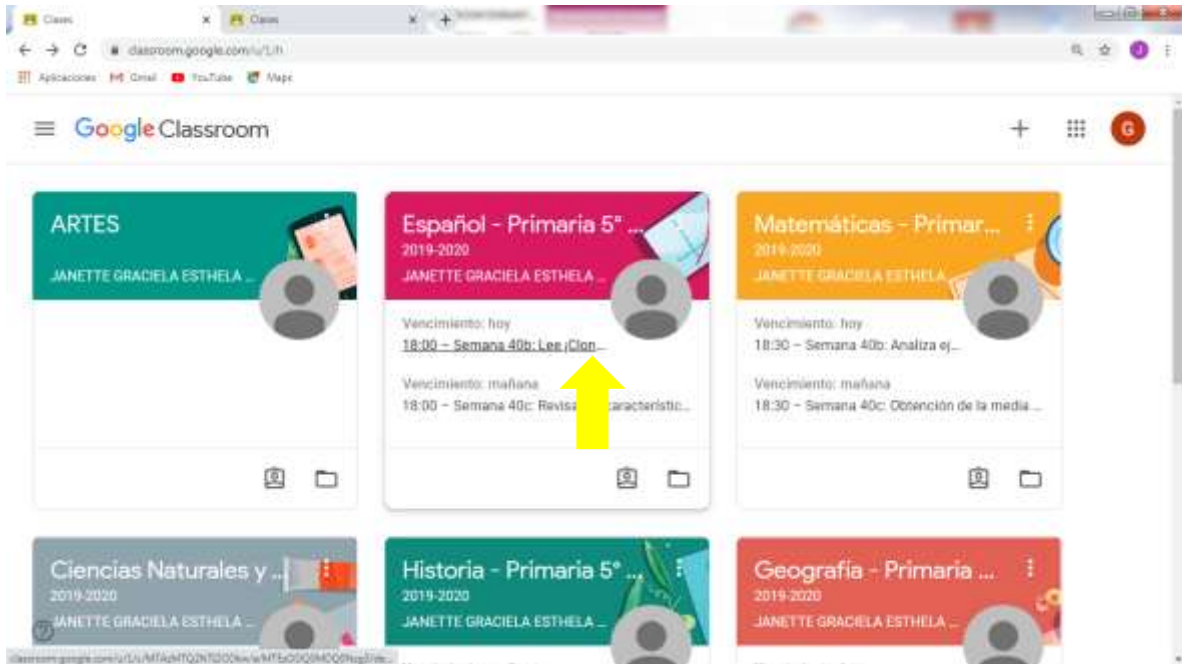 Clases
Clases
classroom.google.com/u/1/h
Aplicaciones
Gmail
YouTube
Maps
Google Classroom
G
J
ARTES
JANETTE GRACIELA ESTHELA ...
Español - Primaria 5° ...
2019-2020
JANETTE GRACIELA ESTHELA ...
Vencimiento: hoy
18:00 – Semana 40b: Lee ¡Clon...
Vencimiento: mañana
18:00 – Semana 40c: Revisa característic...
Matemáticas - Primar...
2019-2020
JANETTE GRACIELA ESTHELA ...
Vencimiento: hoy
18:30 – Semana 40b: Analiza ej...
Vencimiento: mañana
18:30 – Semana 40c: Obtención de la media ...
Ciencias Naturales y ...
2019-2020
JANETTE GRACIELA ESTHELA ...
Historia - Primaria 5° ...
2019-2020
JANETTE GRACIELA ESTHELA ...
Geografía - Primaria ...
2019-2020
JANETTE GRACIELA ESTHELA ...